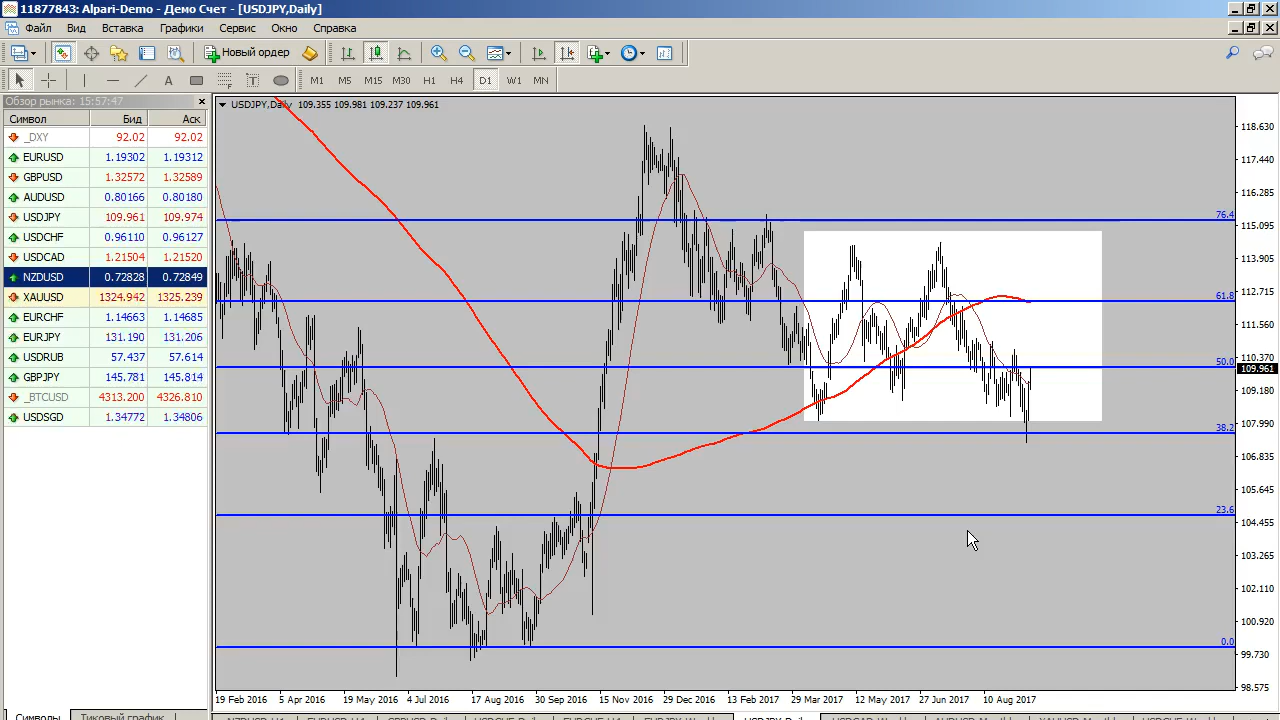 11877843: Alpari-Demo - Демо Счет - [USDJPY,Daily]
Файл Вид Вставка Графики Сервис Окно Справка
Новый ордер
A T M1 M5 M15 M30 H1 H4 D1 W1 MN
Обзор рынка: 15:57:47
Символ Бид Аск
_DXY 92.02 92.02
EURUSD 1.19302 1.19312
GBPUSD 1.32572 1.32589
AUDUSD 0.80166 0.80180
USDJPY 109.961 109.974
USDCHF 0.96110 0.96127
USDCAD 1.21504 1.21520
NZDUSD 0.72828 0.72849
XAUUSD 1324.942 1325.239
EURCHF 1.14663 1.14685
EURJPY 131.190 131.206
USDRUB 57.437 57.614
GBPJPY 145.781 145.814
_BTCUSD 4313.200 4326.810
USDSGD 1.34772 1.34806
Символы Тиковый график
USDJPY,Daily 109.355 109.981 109.237 109.961
76.4
61.8
50.0
38.2
23.6
0.0
118.630
117.440
116.285
115.095
113.905
112.715
111.560
110.370
109.961
109.180
107.990
106.835
105.645
104.455
103.265
102.110
100.920
99.730
98.575
19 Feb 2016 5 Apr 2016 19 May 2016 4 Jul 2016 17 Aug 2016 30 Sep 2016 15 Nov 2016 29 Dec 2016 13 Feb 2017 29 Mar 2017 12 May 2017 27 Jun 2017 10 Aug 2017